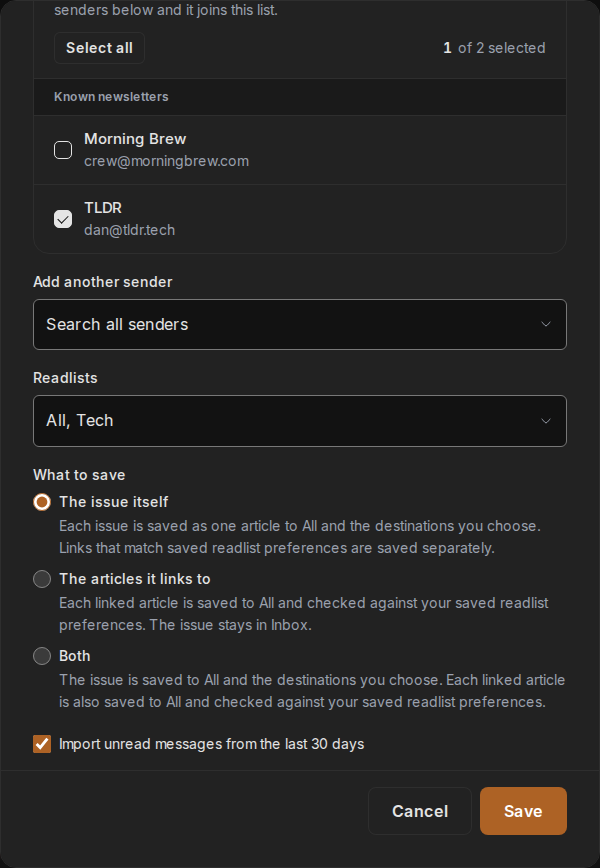 senders below and it joins this list.
Select all
1 of 2 selected
Known newsletters
Morning Brew
crew@morningbrew.com
TLDR
dan@tldr.tech
Add another sender
Search all senders
Readlists
All, Tech
What to save
The issue itself
Each issue is saved as one article to All and the destinations you choose.
Links that match saved readlist preferences are saved separately.
The articles it links to
Each linked article is saved to All and checked against your saved readlist
preferences. The issue stays in Inbox.
Both
The issue is saved to All and the destinations you choose. Each linked article
is also saved to All and checked against your saved readlist preferences.
Import unread messages from the last 30 days
Cancel
Save